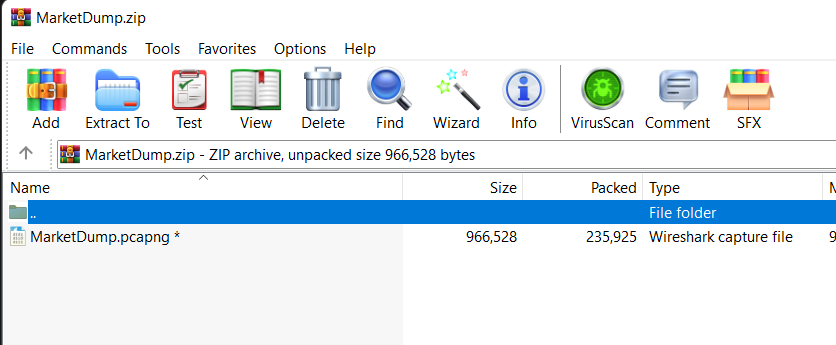 MarketDump.zip
File Commands Tools Favorites Options Help
Add Extract To Test View Delete Find Wizard Info VirusScan Comment SFX
MarketDump.zip - ZIP archive, unpacked size 966,528 bytes
Name Size Packed Type M
.. File folder
MarketDump.pcapng * 966,528 235,925 Wireshark capture file 9